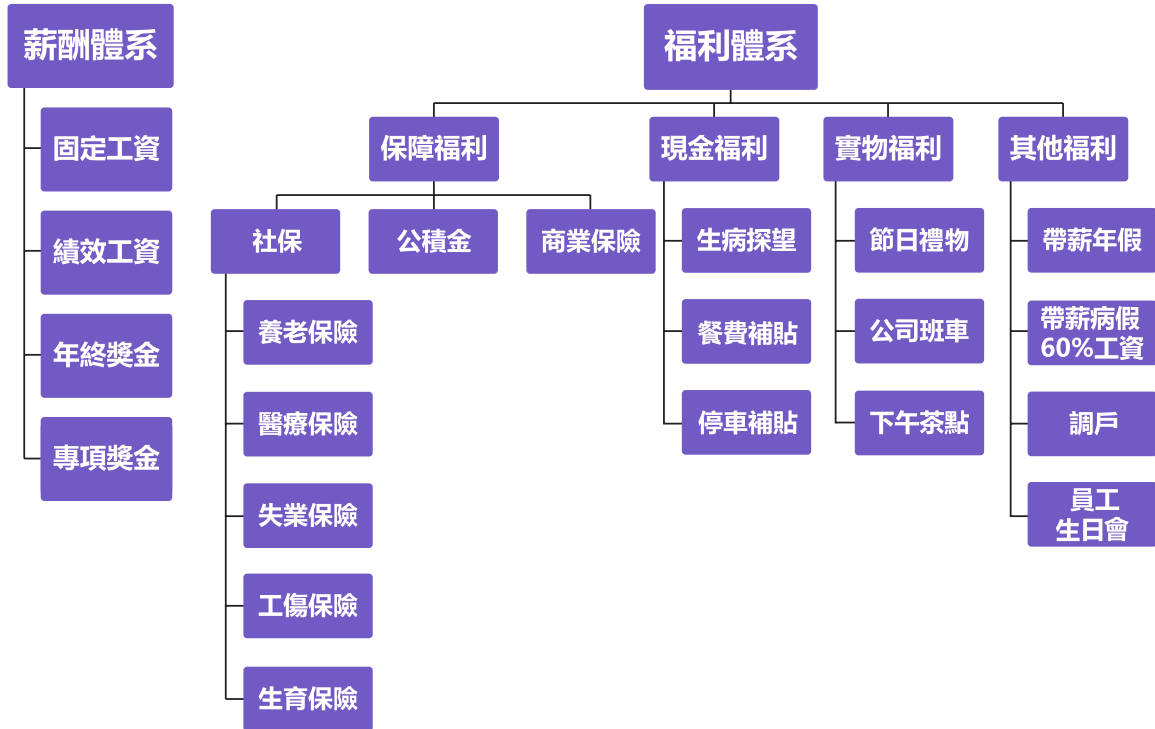 薪酬體系
固定工資
績效工資
年終獎金
專項獎金
福利體系
保障福利
社保
養老保險
醫療保險
失業保險
工傷保險
生育保險
公積金
商業保險
現金福利
生病探望
餐費補貼
停車補貼
實物福利
節日禮物
公司班車
下午茶點
其他福利
帶薪年假
帶薪病假
60%工資
調戶
員工
生日會